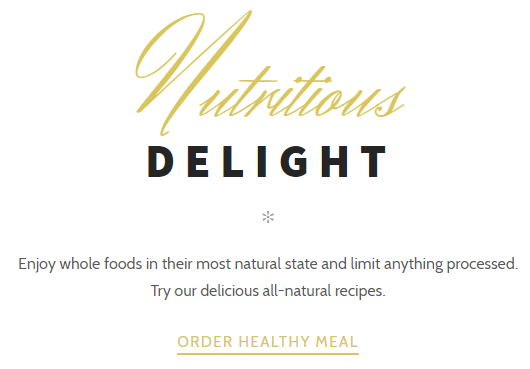 Nutritious
DELIGHT
Enjoy whole foods in their most natural state and limit anything processed.
Try our delicious all-natural recipes.
ORDER HEALTHY MEAL